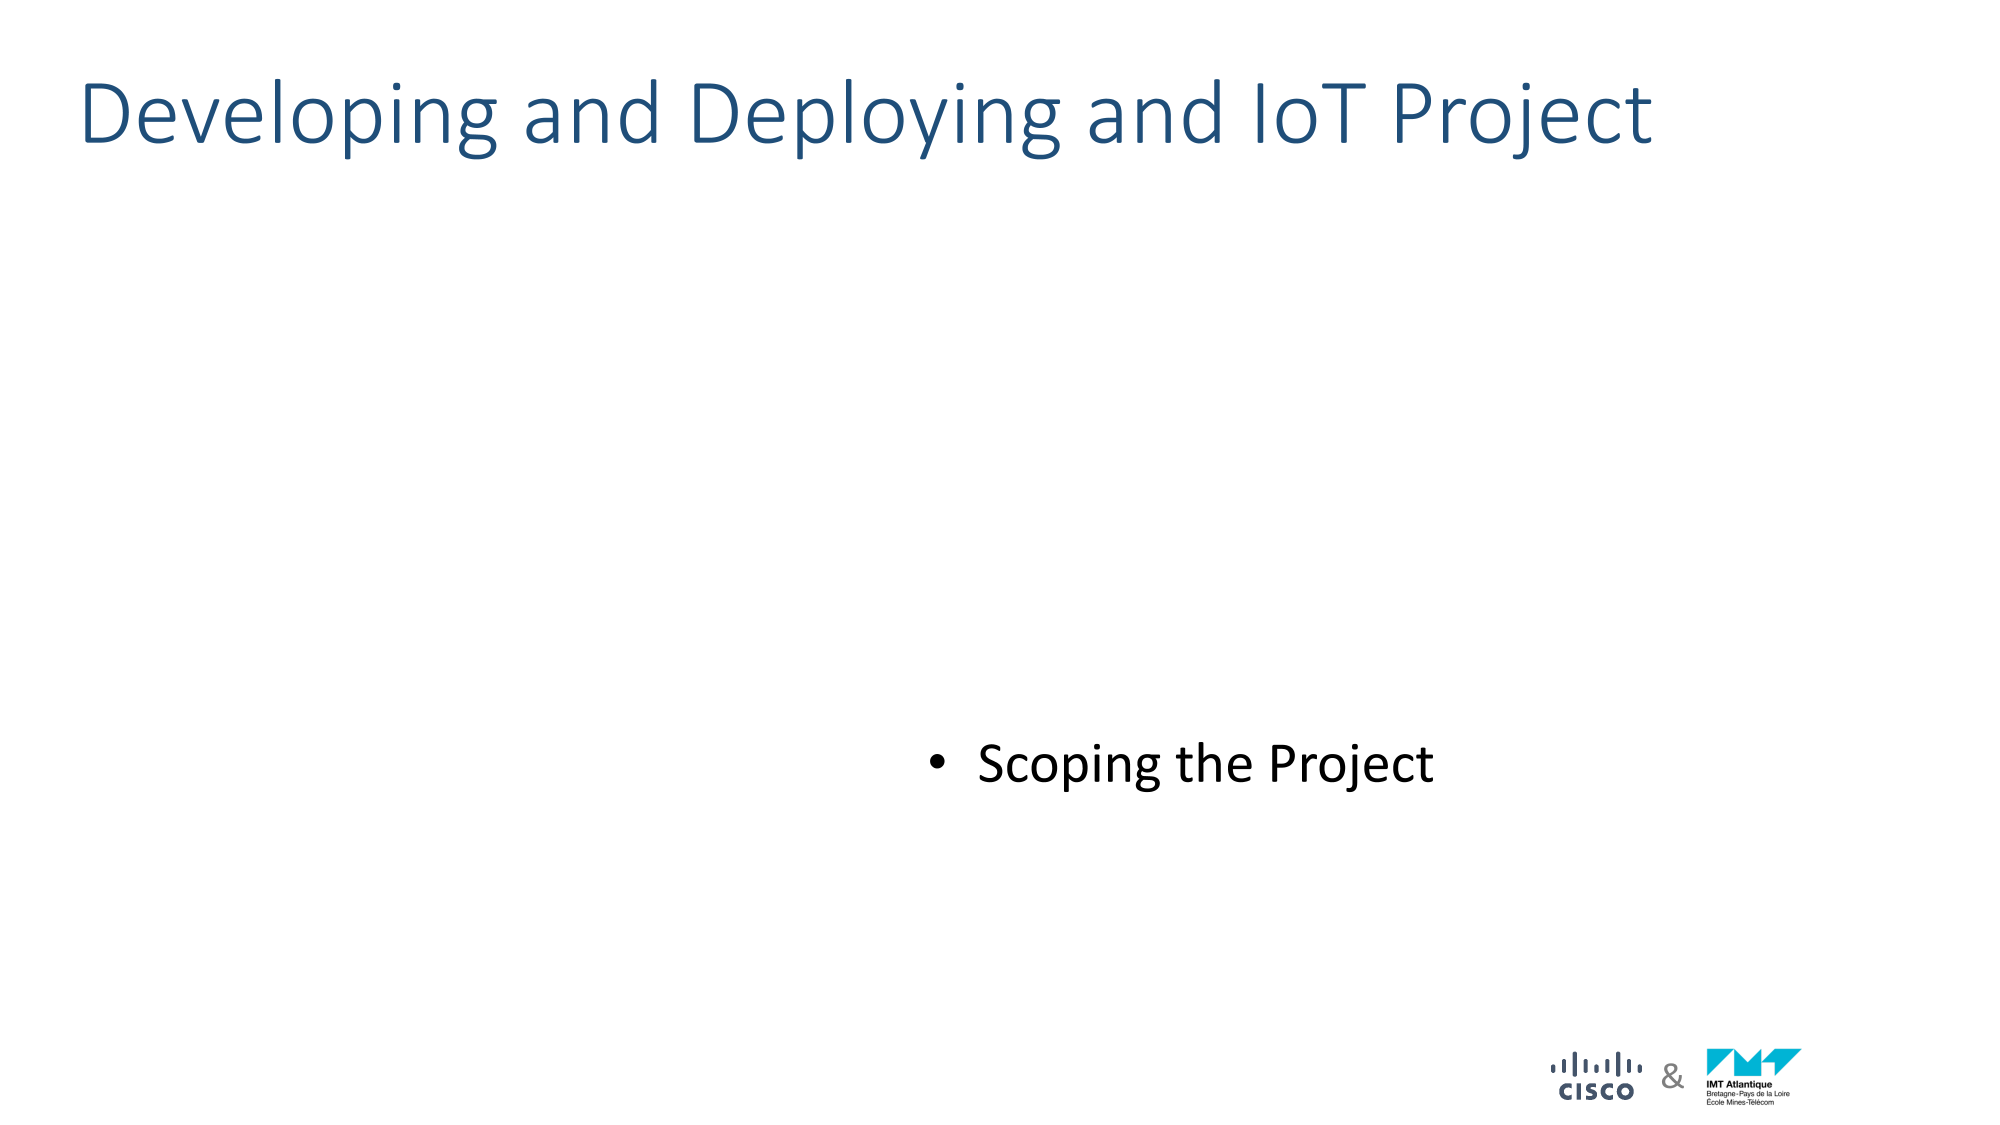 Developing and Deploying and IoT Project
• Scoping the Project
CISCO
&
IMT Atlantique
Bretagne-Pays de la Loire
École Mines-Télécom